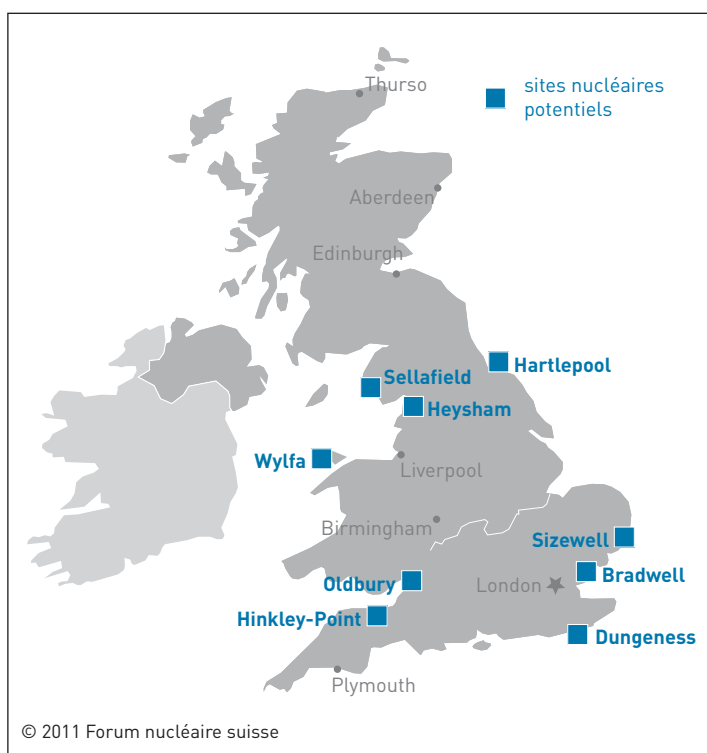 Thurso
sites nucléaires
potentiels
Aberdeen
Edinburgh
Hartlepool
Sellafield
Heysham
Wylfa
Liverpool
Birmingham
Sizewell
Bradwell
Oldbury
London
Hinkley-Point
Dungeness
Plymouth
© 2011 Forum nucléaire suisse